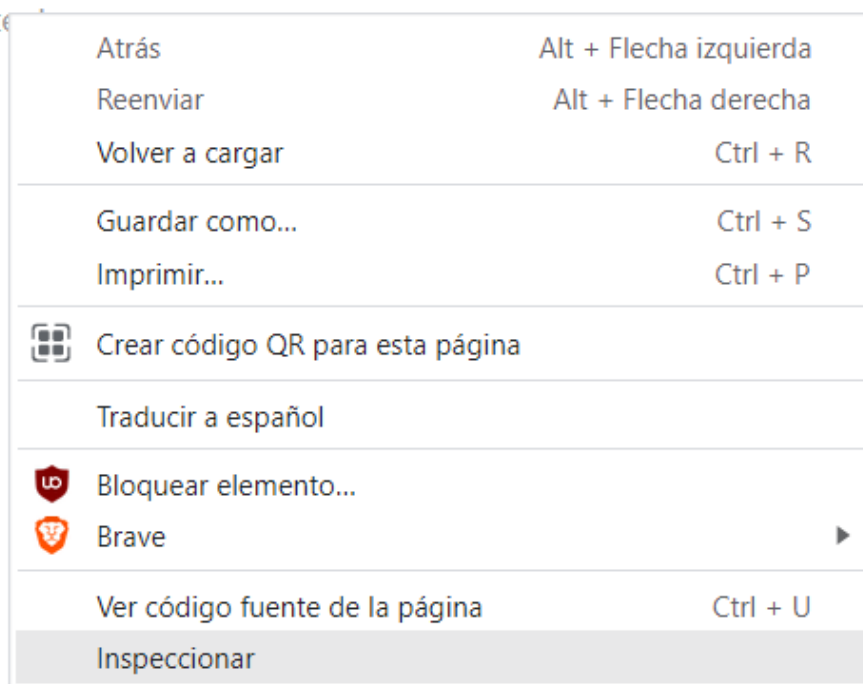 Atrás Alt + Flecha izquierda
Reenviar Alt + Flecha derecha
Volver a cargar Ctrl + R
Guardar como... Ctrl + S
Imprimir... Ctrl + P
Crear código QR para esta página
Traducir a español
Bloquear elemento...
Brave
Ver código fuente de la página Ctrl + U
Inspeccionar